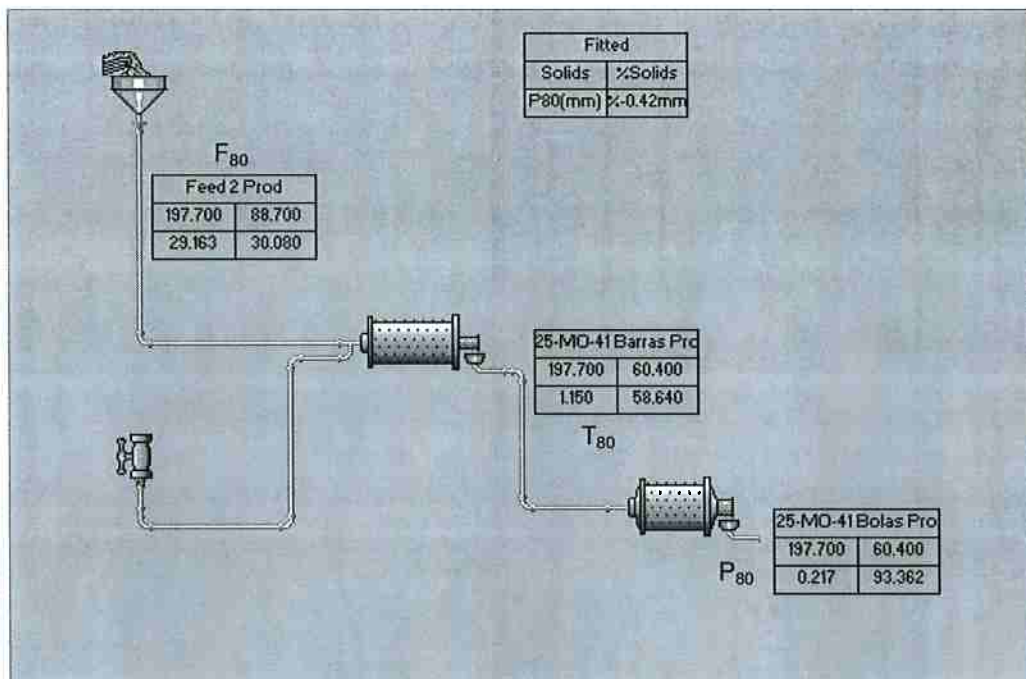 Fitted
Solids %Solids
P80(mm) %-0.42mm
F80
Feed 2 Prod
197.700 88.700
29.163 30.080
25-MO-41 Barras Pro
197.700 60.400
1.150 58.640
T80
25-MO-41 Bolas Pro
197.700 60.400
0.217 93.362
P80